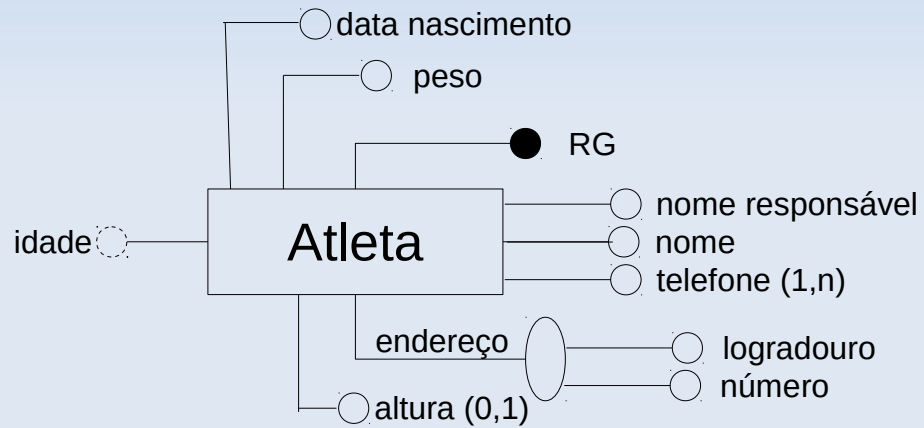 data nascimento
peso
RG
nome responsável
idade
Atleta
nome
telefone (1,n)
endereço
logradouro
número
altura (0,1)